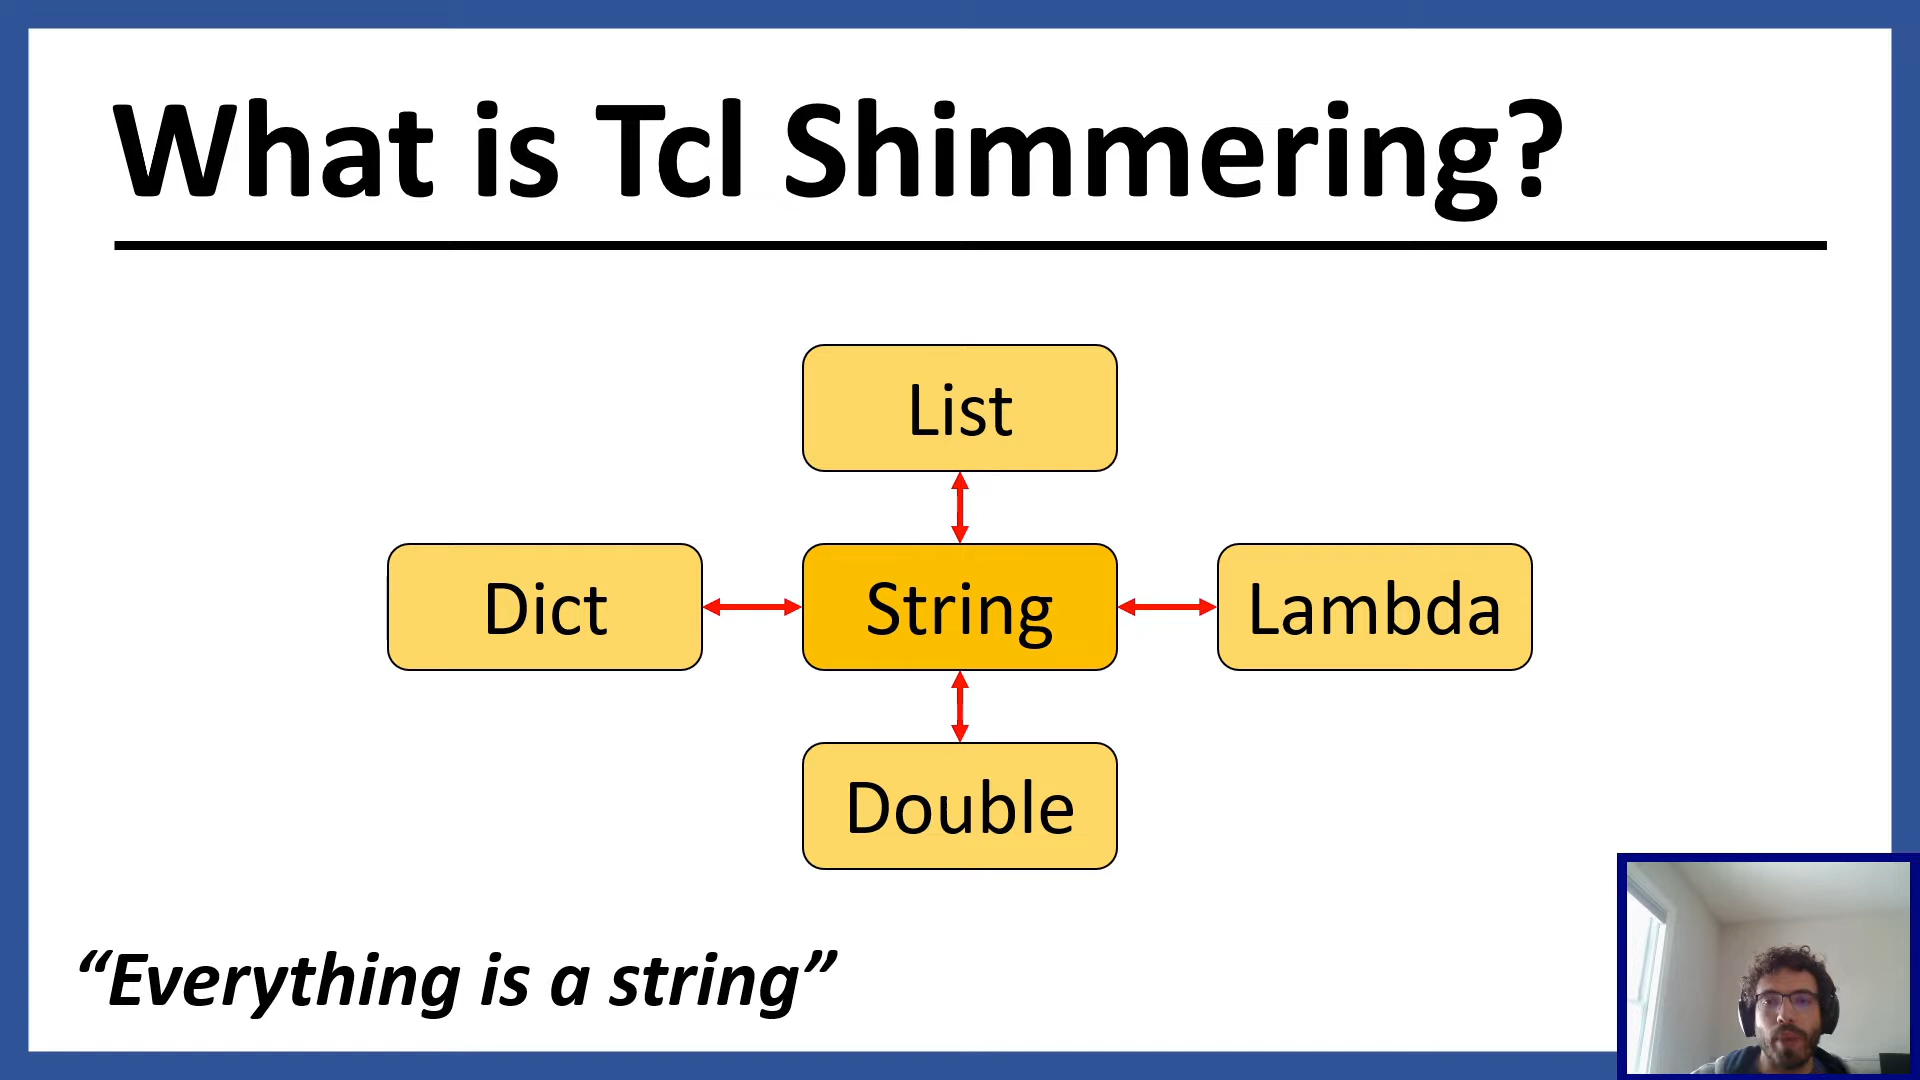 What is Tcl Shimmering?
List
Dict
String
Lambda
Double
“Everything is a string”